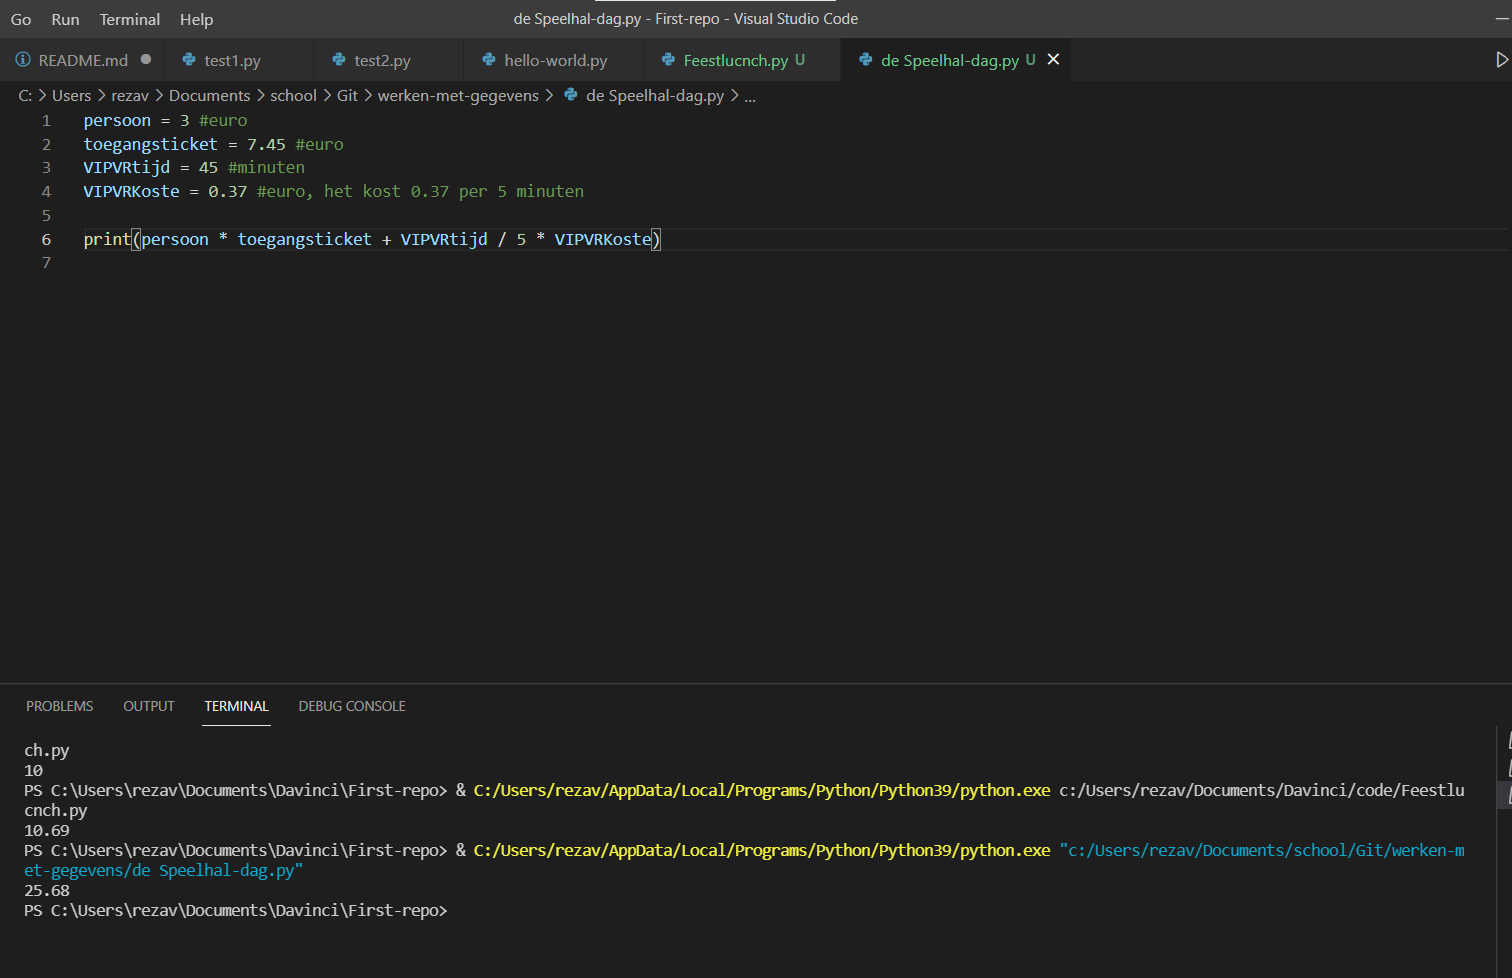 Go Run Terminal Help de Speelhal-dag.py - First-repo - Visual Studio Code
README.md test1.py test2.py hello-world.py Feestlucnch.py U de Speelhal-dag.py U
C: > Users > rezav > Documents > school > Git > werken-met-gegevens > de Speelhal-dag.py > ...
1 persoon = 3 #euro
2 toegangsticket = 7.45 #euro
3 VIPVRtijd = 45 #minuten
4 VIPVRKoste = 0.37 #euro, het kost 0.37 per 5 minuten
5
6 print(persoon * toegangsticket + VIPVRtijd / 5 * VIPVRKoste)
7
PROBLEMS OUTPUT TERMINAL DEBUG CONSOLE
ch.py
10
PS C:\Users\rezav\Documents\Davinci\First-repo> & C:/Users/rezav/AppData/Local/Programs/Python/Python39/python.exe c:/Users/rezav/Documents/Davinci/code/Feestlu
cnch.py
10.69
PS C:\Users\rezav\Documents\Davinci\First-repo> & C:/Users/rezav/AppData/Local/Programs/Python/Python39/python.exe "c:/Users/rezav/Documents/school/Git/werken-m
et-gegevens/de Speelhal-dag.py"
25.68
PS C:\Users\rezav\Documents\Davinci\First-repo>